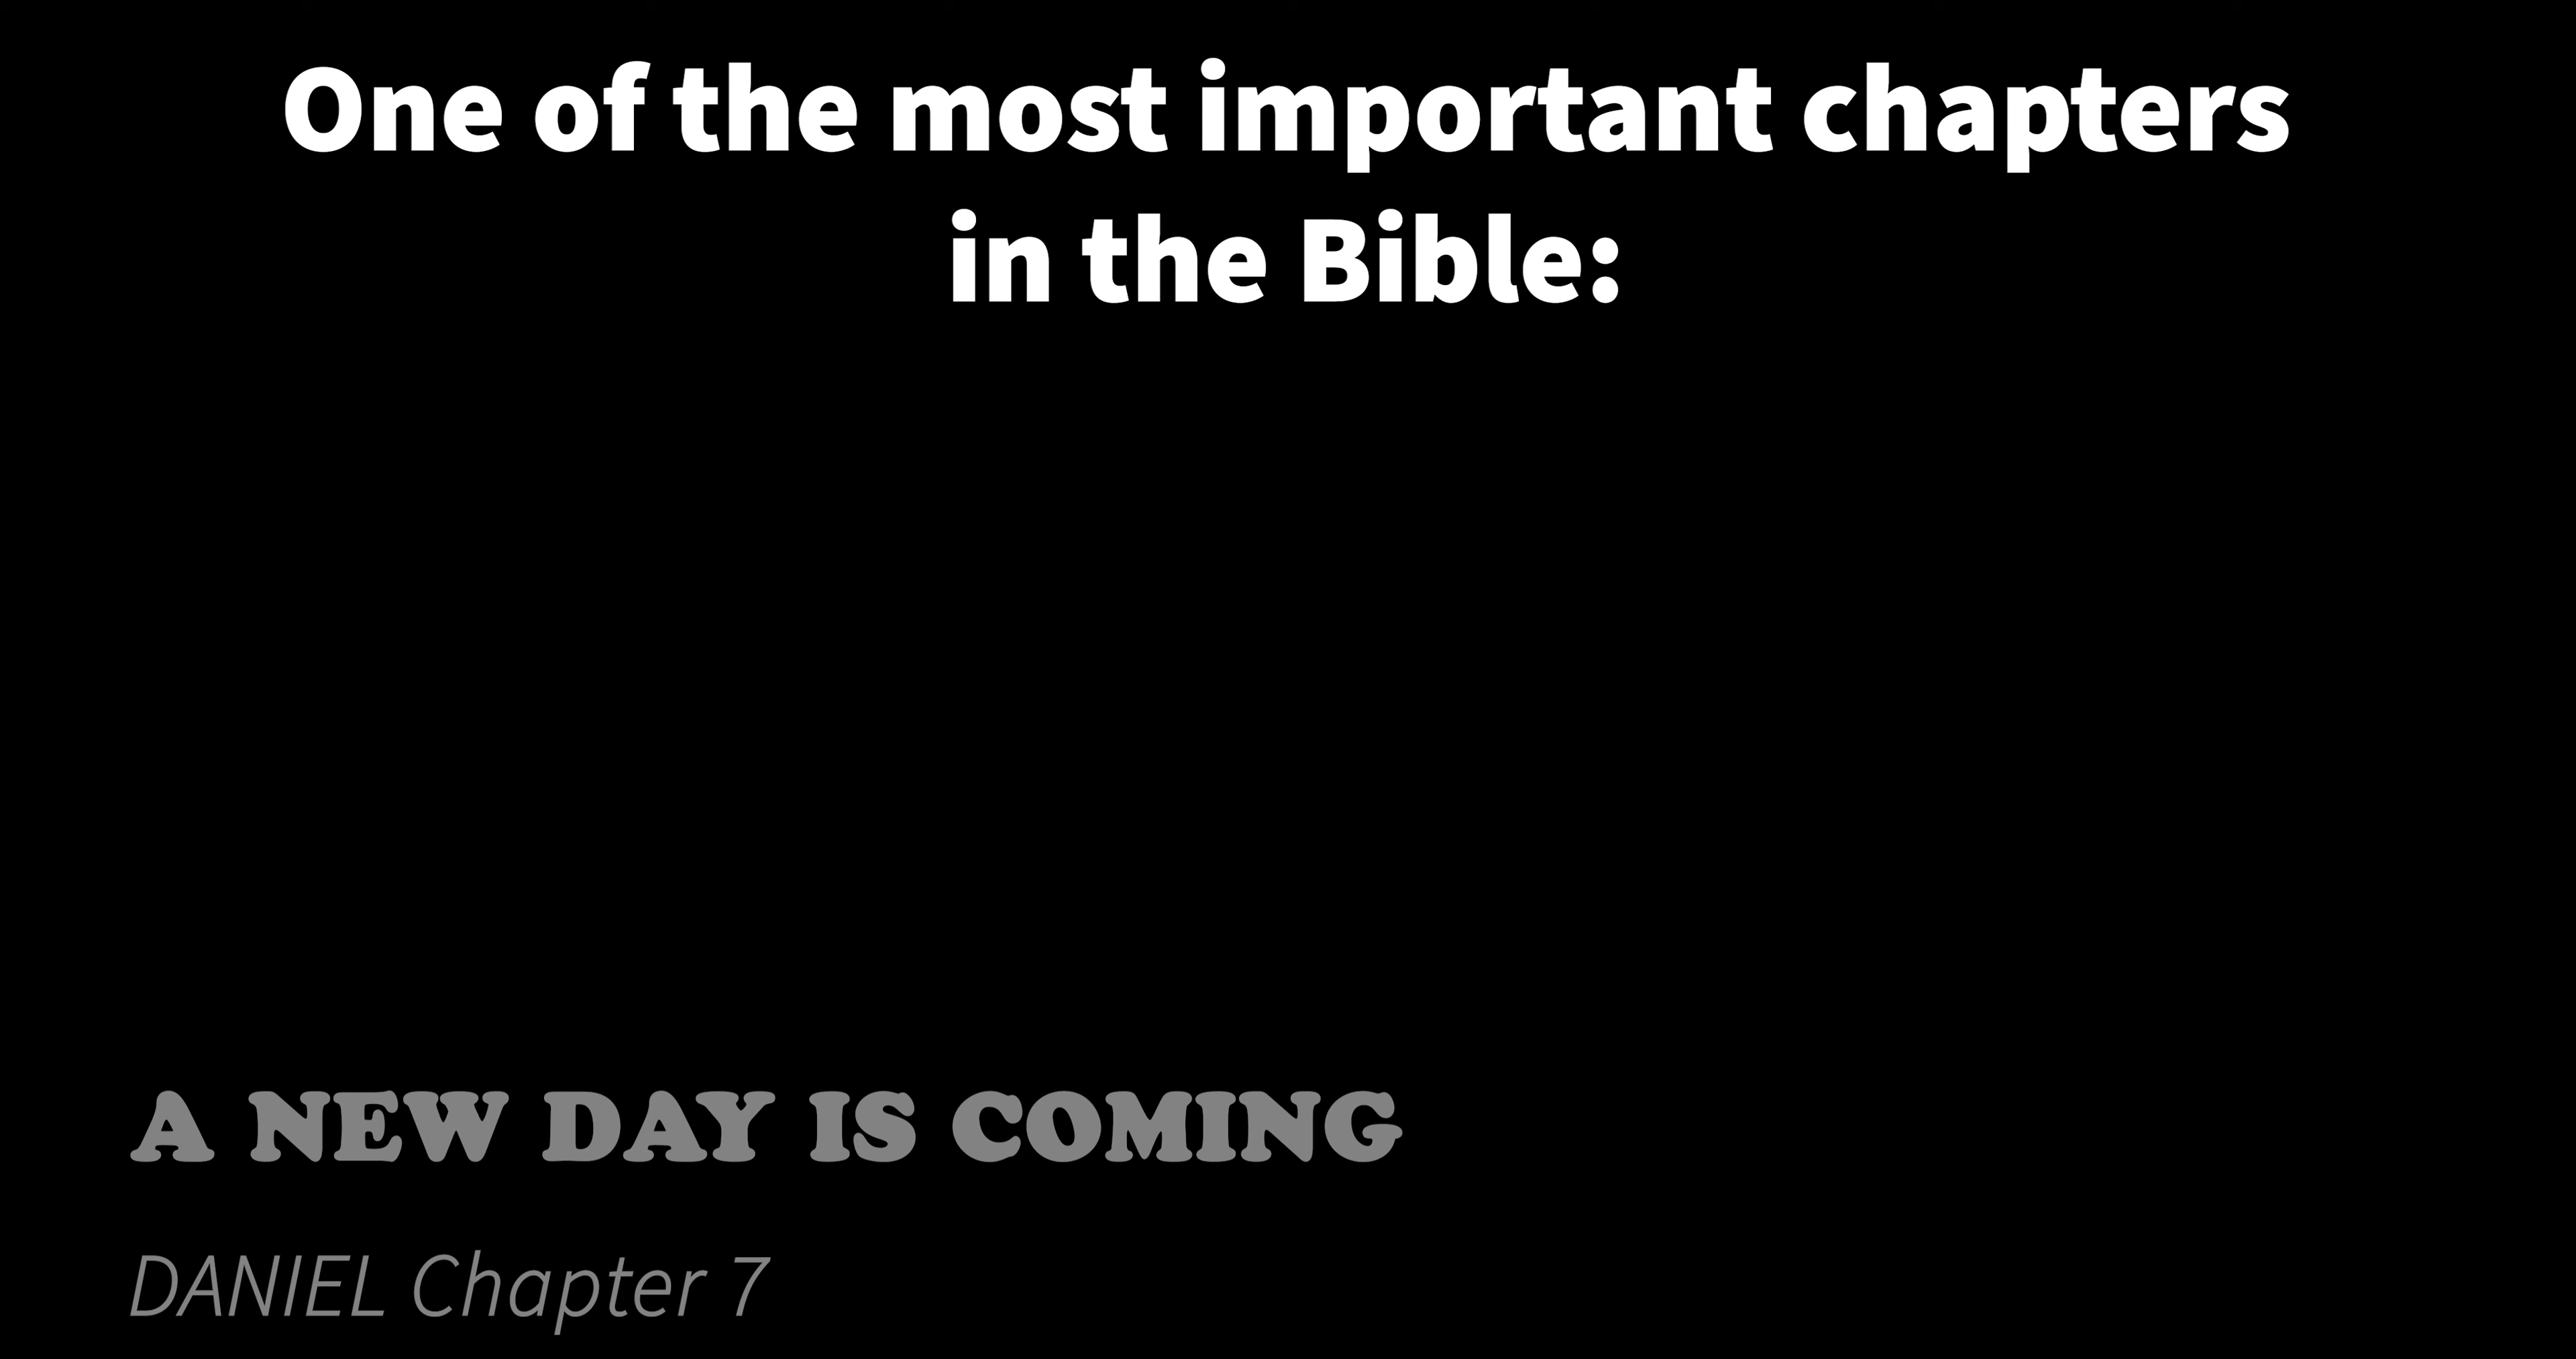 One of the most important chapters
in the Bible:
A NEW DAY IS COMING
DANIEL Chapter 7